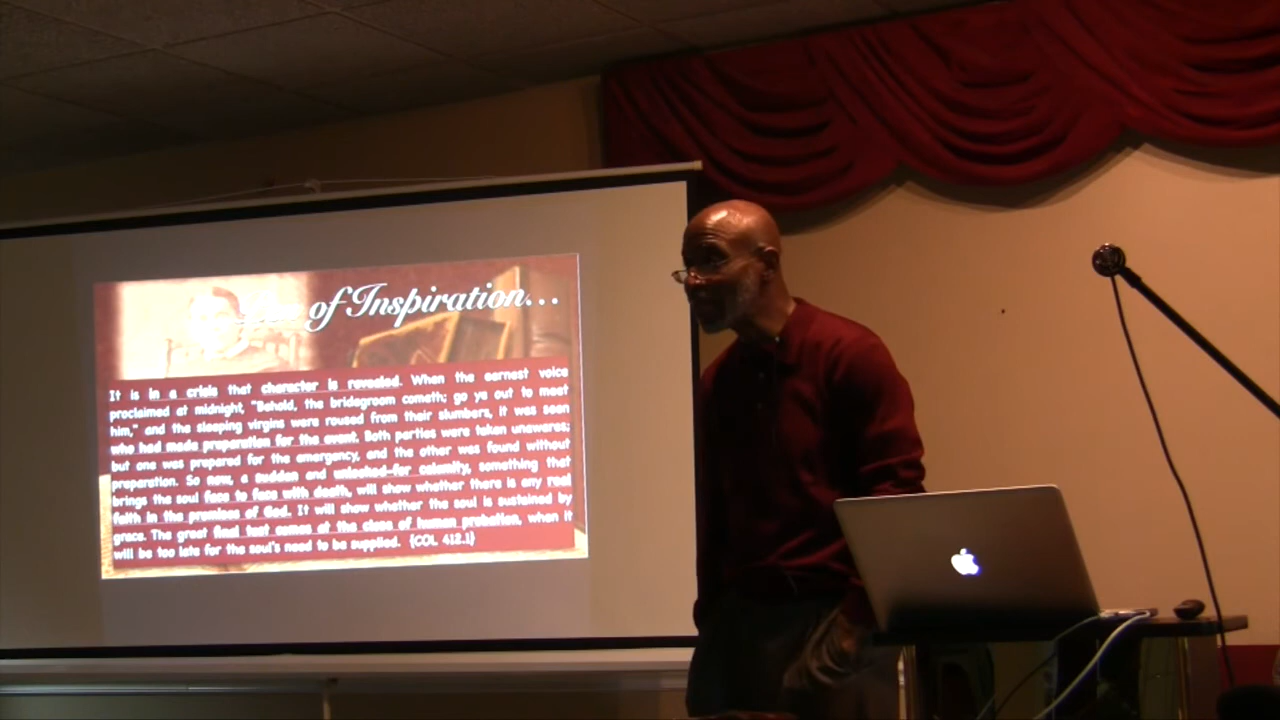 of Inspiration...
It is in a crisis that character is revealed. When the earnest voice
proclaimed at midnight, "Behold, the bridegroom cometh; go ye out to meet
him," and the sleeping virgins were roused from their slumbers, it was seen
who had made preparation for the event. Both parties were taken unawares;
but one was prepared for the emergency, and the other was found without
preparation. So now, a sudden and unlooked-for calamity, something that
brings the soul face to face with death, will show whether there is any real
faith in the promises of God. It will show whether the soul is sustained by
grace. The great final test comes at the close of human probation, when it
will be too late for the soul's need to be supplied. {COL 412.1}